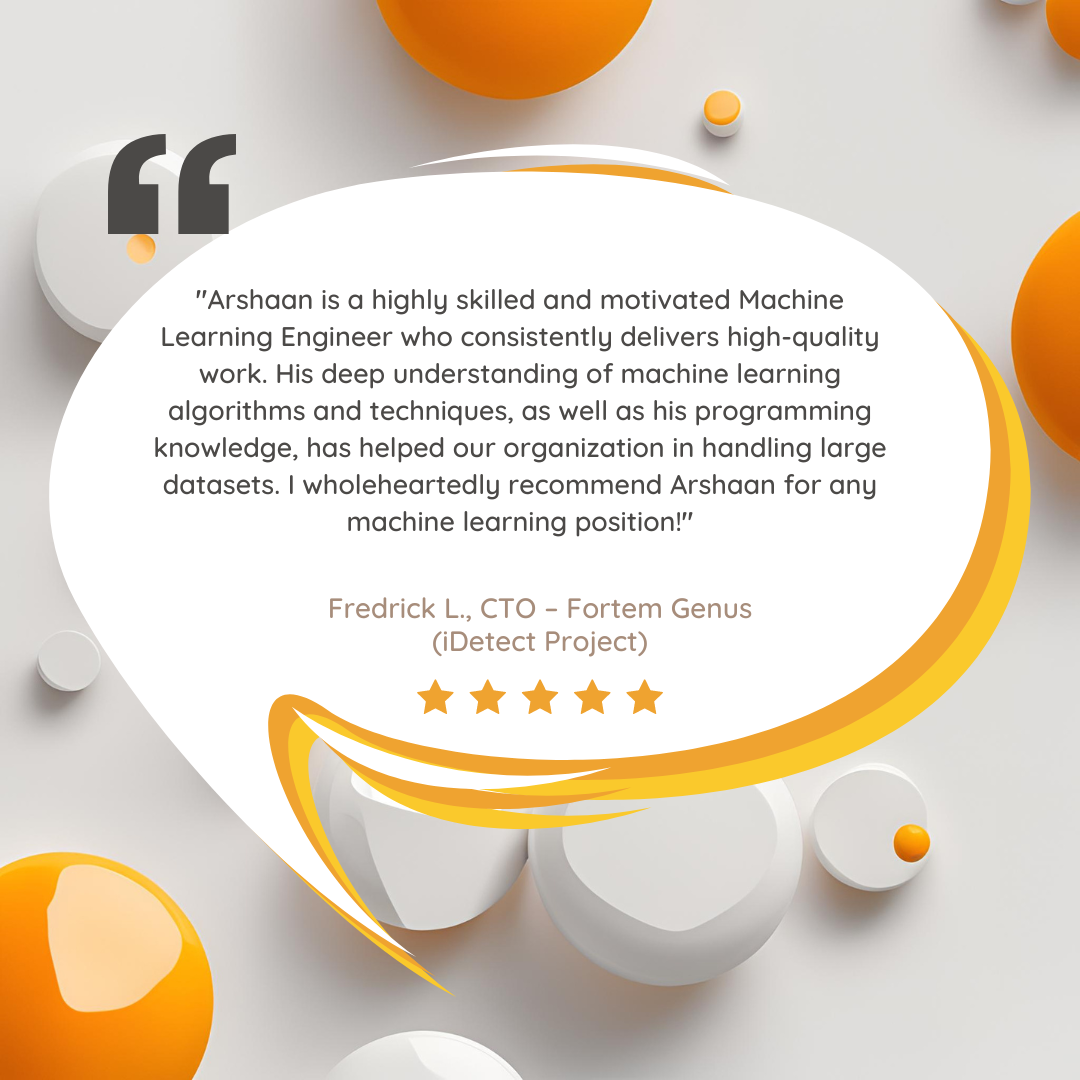 "Arshaan is a highly skilled and motivated Machine
Learning Engineer who consistently delivers high-quality
work. His deep understanding of machine learning
algorithms and techniques, as well as his programming
knowledge, has helped our organization in handling large
datasets. I wholeheartedly recommend Arshaan for any
machine learning position!"
Fredrick L., CTO – Fortem Genus
(iDetect Project)